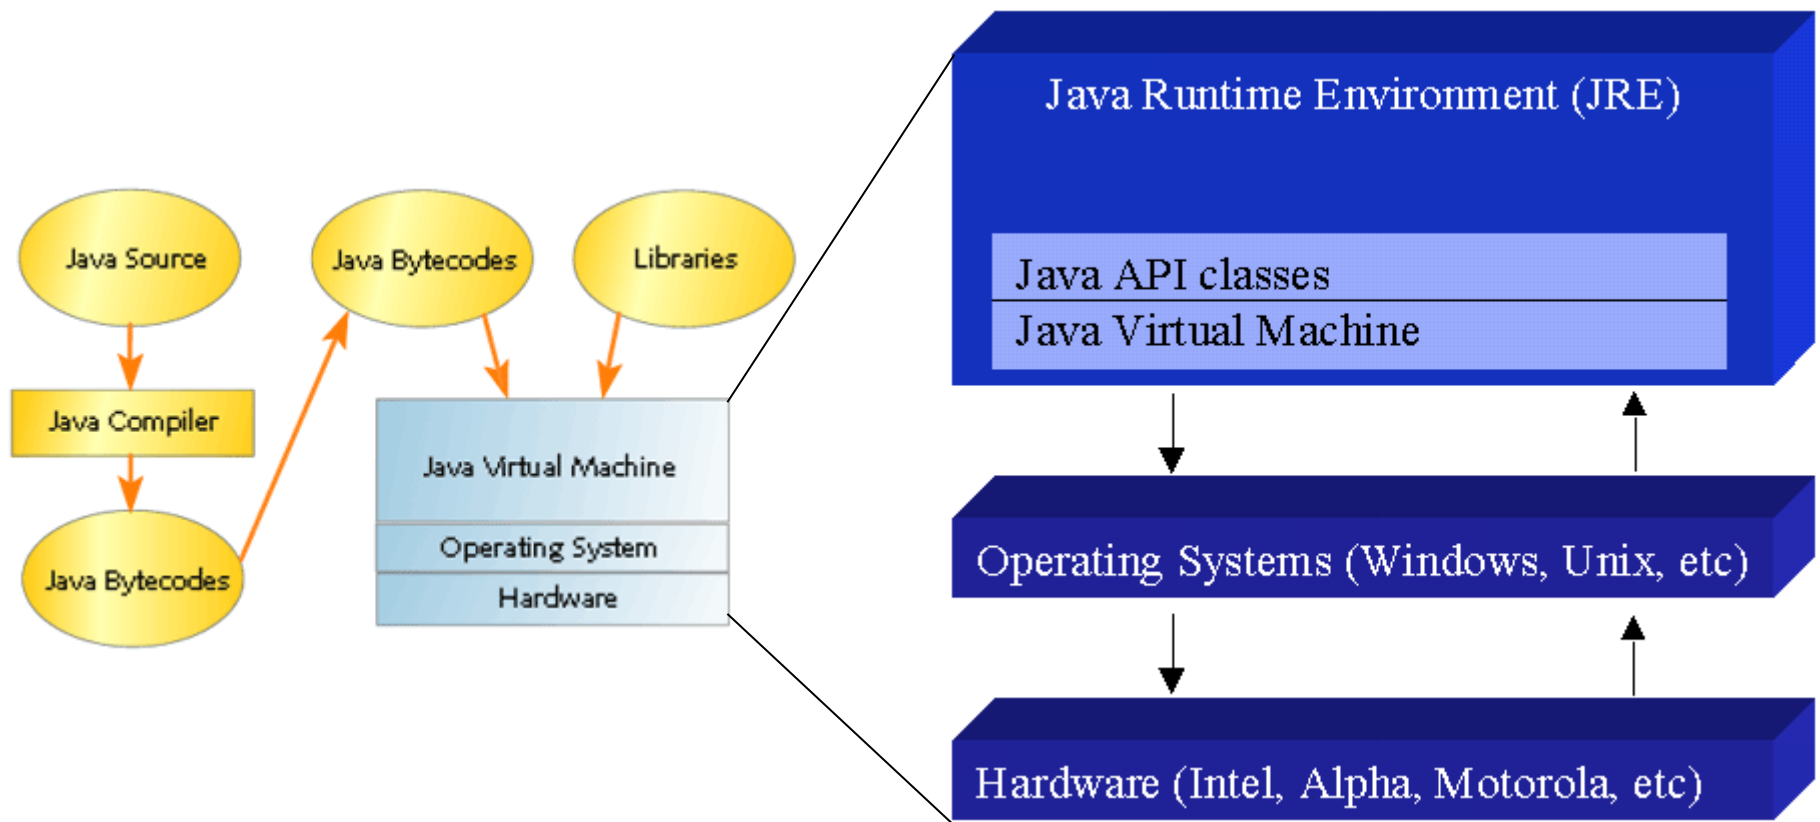 Java Source
Java Compiler
Java Bytecodes
Java Bytecodes
Libraries
Java Virtual Machine
Operating System
Hardware
Java Runtime Environment (JRE)
Java API classes
Java Virtual Machine
Operating Systems (Windows, Unix, etc)
Hardware (Intel, Alpha, Motorola, etc)